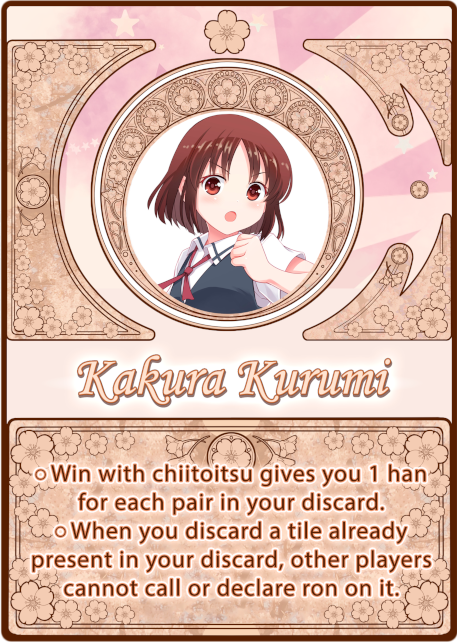 Kakura Kurumi
○Win with chiitoitsu gives you 1 han
for each pair in your discard.
○When you discard a tile already
present in your discard, other players
cannot call or declare ron on it.